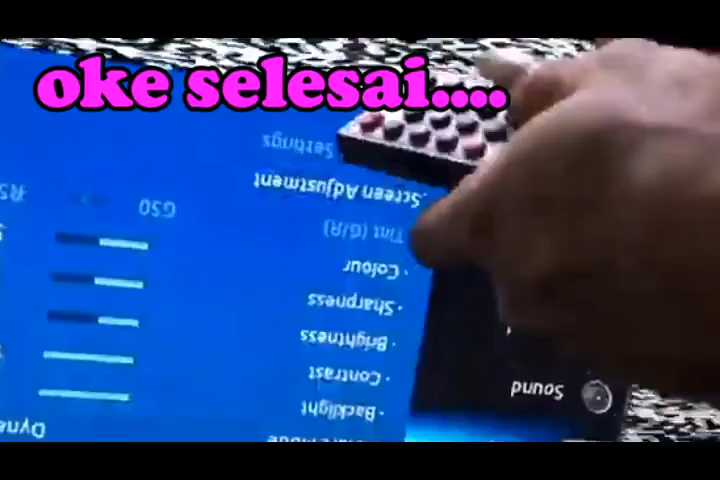 oke selesai....
Backlight
Contrast
Brightness
Sharpness
Colour
Tint (G/R)
G50
Screen Adjustment
Settings
Sound